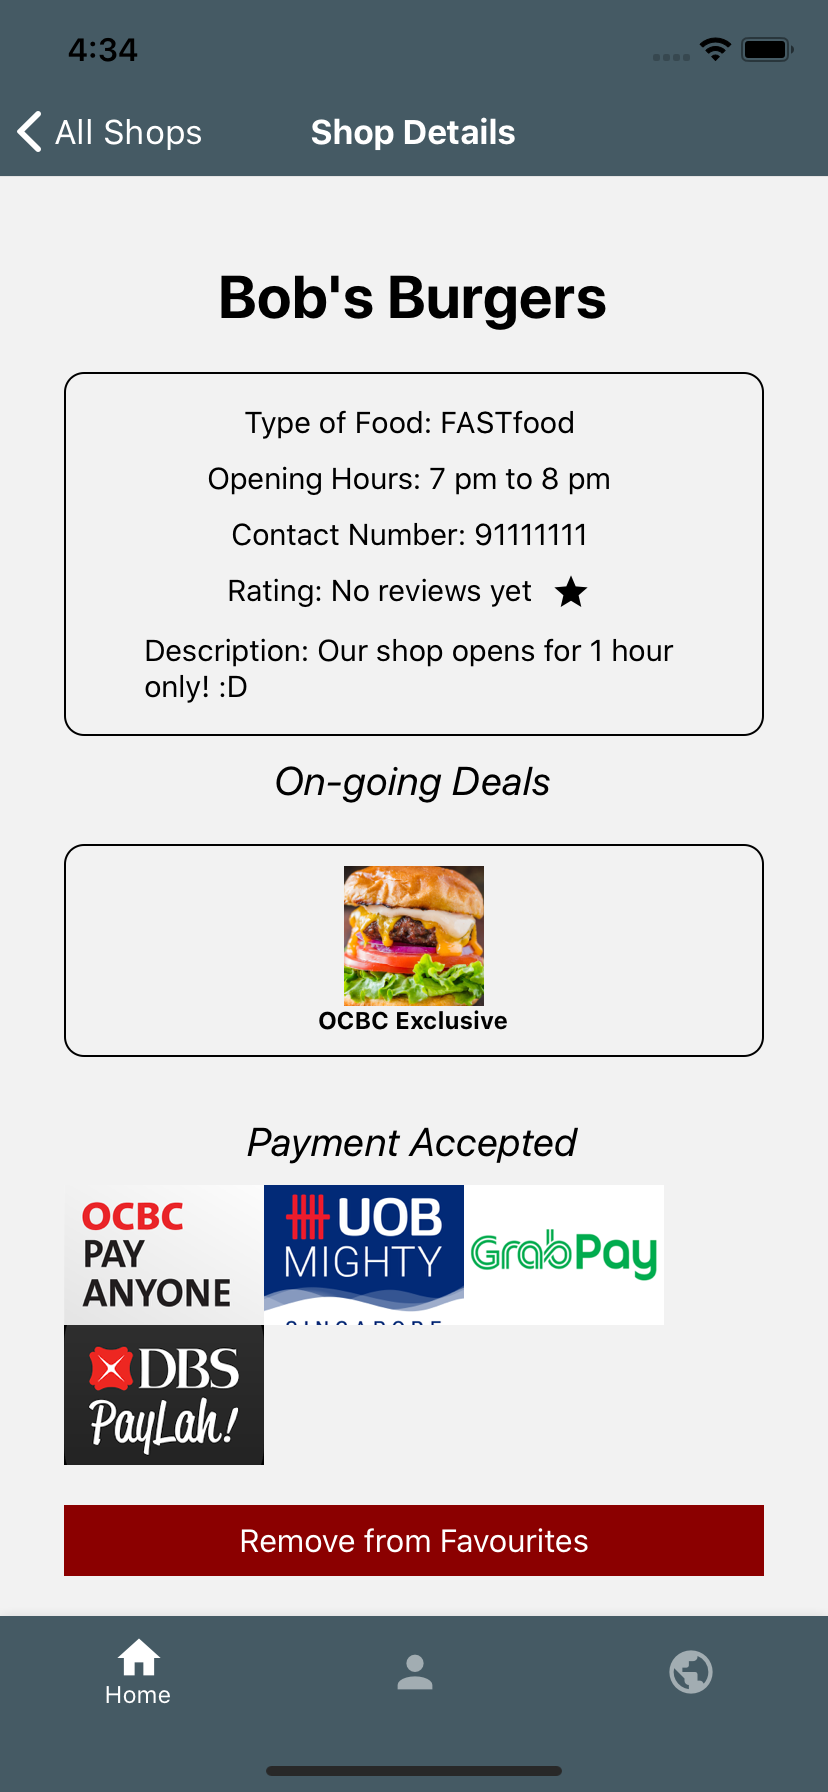 4:34
All Shops
Shop Details
Bob's Burgers
Type of Food: FASTfood
Opening Hours: 7 pm to 8 pm
Contact Number: 91111111
Rating: No reviews yet
Description: Our shop opens for 1 hour
only! :D
On-going Deals
OCBC Exclusive
Payment Accepted
OCBC
PAY
ANYONE
UOB
MIGHTY
SINGAPORE
GrabPay
DBS
PayLah!
Remove from Favourites
Home